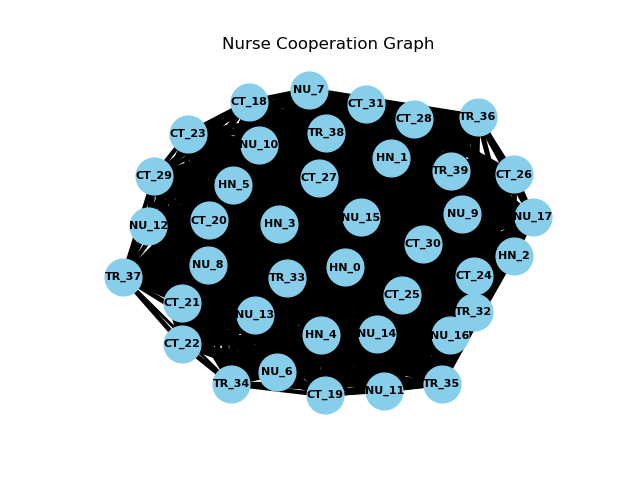 Nurse Cooperation Graph
NU_7
CT_18
CT_31
CT_28
TR_36
CT_23
TR_38
NU_10
HN_1
TR_39
CT_26
CT_29
CT_27
HN_5
NU_12
CT_20
HN_3
NU_15
NU_9
NU_17
CT_30
HN_2
NU_8
HN_0
TR_37
TR_33
CT_24
CT_21
CT_25
NU_13
TR_32
CT_22
HN_4
NU_14
NU_16
NU_6
TR_34
CT_19
NU_11
TR_35